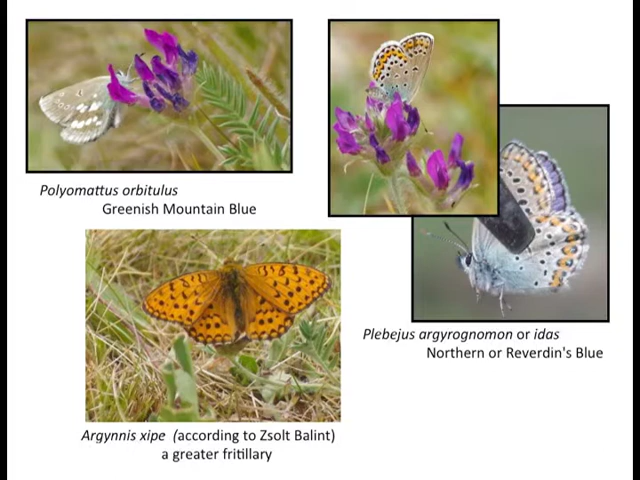 Polyomattus orbitulus
Greenish Mountain Blue
Plebejus argyrognomon or idas
Northern or Reverdin's Blue
Argynnis xipe (according to Zsolt Balint)
a greater fritillary